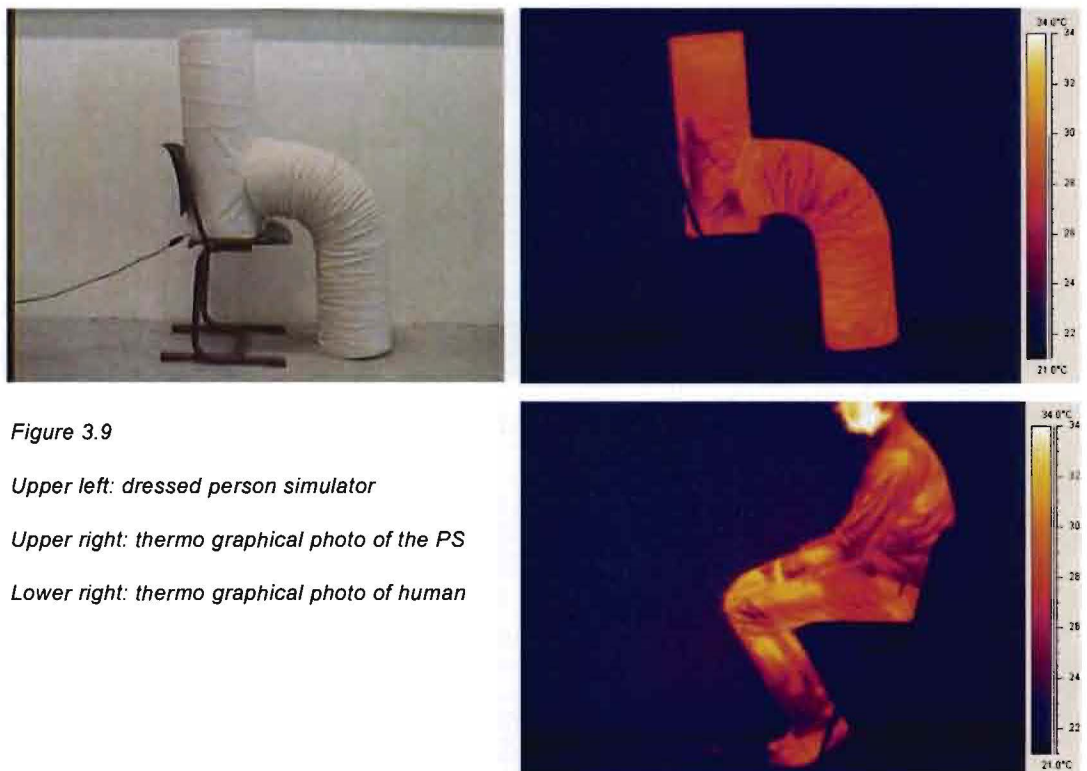 34.0°C
34
30
28
26
24
22
21.0°C
Figure 3.9
Upper left: dressed person simulator
Upper right: thermo graphical photo of the PS
Lower right: thermo graphical photo of human
34.0°C
34
30
28
26
24
22
21.0°C